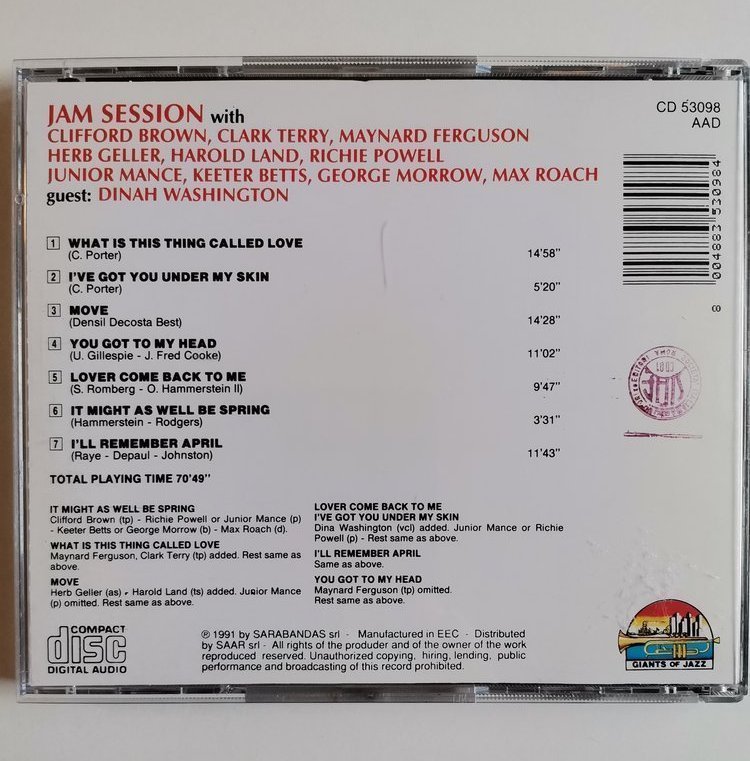 JAM SESSION with
CLIFFORD BROWN, CLARK TERRY, MAYNARD FERGUSON
HERB GELLER, HAROLD LAND, RICHIE POWELL
JUNIOR MANCE, KEETER BETTS, GEORGE MORROW, MAX ROACH
guest: DINAH WASHINGTON
CD 53098
AAD
004883530984
1 WHAT IS THIS THING CALLED LOVE
(C. Porter) 14'58"
2 I'VE GOT YOU UNDER MY SKIN
(C. Porter) 5'20"
3 MOVE
(Densil Decosta Best) 14'28"
4 YOU GOT TO MY HEAD
(U. Gillespie - J. Fred Cooke) 11'02"
5 LOVER COME BACK TO ME
(S. Romberg - O. Hammerstein II) 9'47"
6 IT MIGHT AS WELL BE SPRING
(Hammerstein - Rodgers) 3'31"
7 I'LL REMEMBER APRIL
(Raye - Depaul - Johnston) 11'43"
TOTAL PLAYING TIME 70'49"
IT MIGHT AS WELL BE SPRING
Clifford Brown (tp) - Richie Powell or Junior Mance (p)
- Keeter Betts or George Morrow (b) - Max Roach (d).
WHAT IS THIS THING CALLED LOVE
Maynard Ferguson, Clark Terry (tp) added. Rest same as
above.
MOVE
Herb Geller (as) - Harold Land (ts) added. Junior Mance
(p) omitted. Rest same as above.
LOVER COME BACK TO ME
I'VE GOT YOU UNDER MY SKIN
Dina Washington (vcl) added. Junior Mance or Richie
Powell (p) - Rest same as above.
I'LL REMEMBER APRIL
Same as above.
YOU GOT TO MY HEAD
Maynard Ferguson (tp) omitted.
Rest same as above.
COMPACT
disc
DIGITAL AUDIO
℗ 1991 by SARABANDAS srl - Manufactured in EEC - Distributed
by SAAR srl - All rights of the produder and of the owner of the work
reproduced reserved. Unauthorized copying, hiring, lending, public
performance and broadcasting of this record prohibited.
GIANTS OF JAZZ